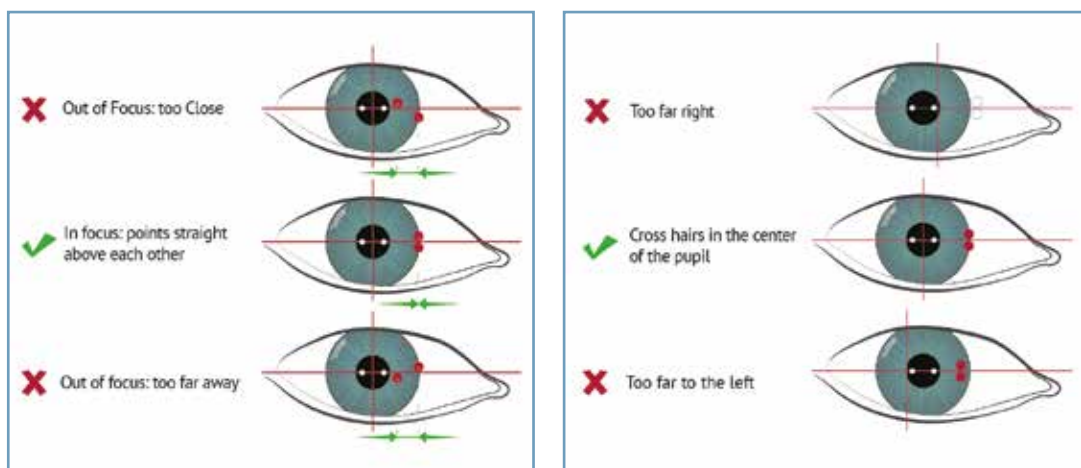 Out of Focus: too Close
In focus: points straight
above each other
Out of focus: too far away
Too far right
Cross hairs in the center
of the pupil
Too far to the left